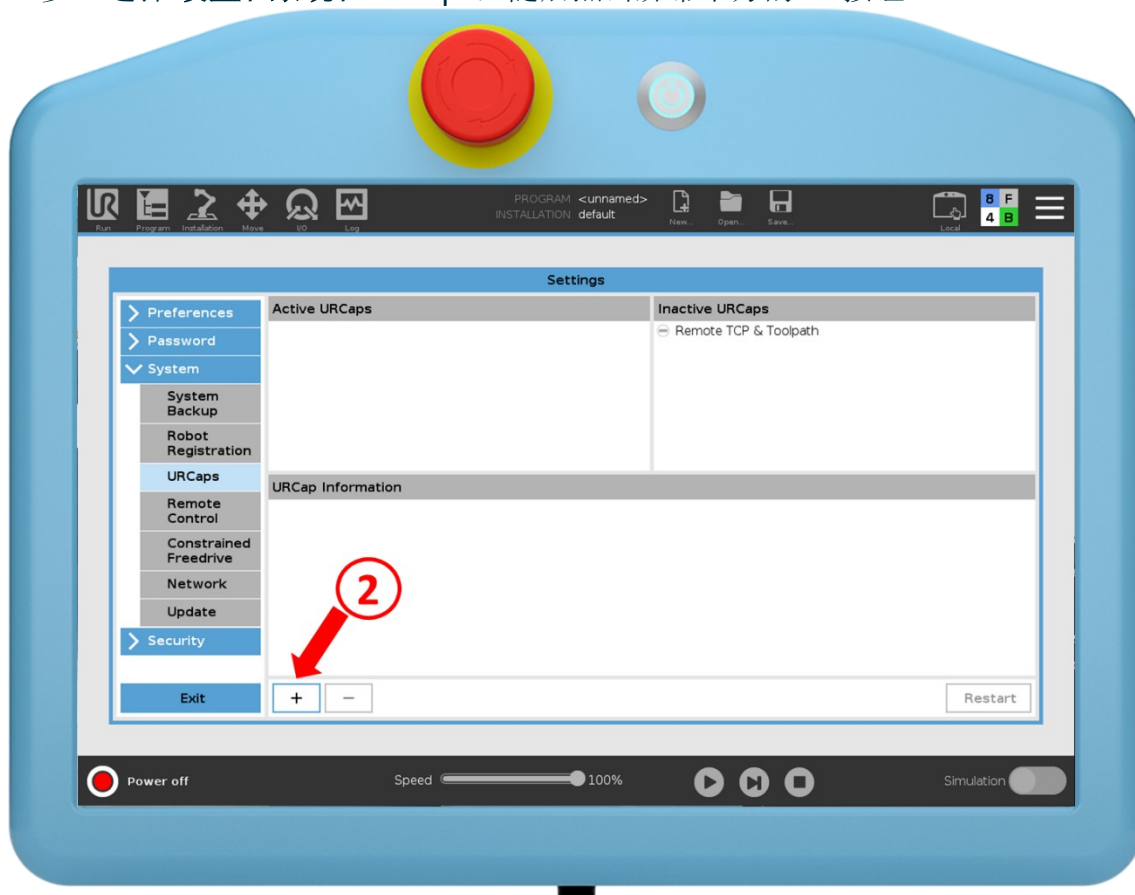 PROGRAM <unnamed>
INSTALLATION default
Run Program Installation Move I/O Log New... Open... Save... Local
8 F
4 B
Settings
Preferences
Password
System
System
Backup
Robot
Registration
URCaps
Remote
Control
Constrained
Freedrive
Network
Update
Security
Exit
Active URCaps
Inactive URCaps
Remote TCP & Toolpath
URCap Information
2
+ −
Restart
Power off
Speed 100%
Simulation